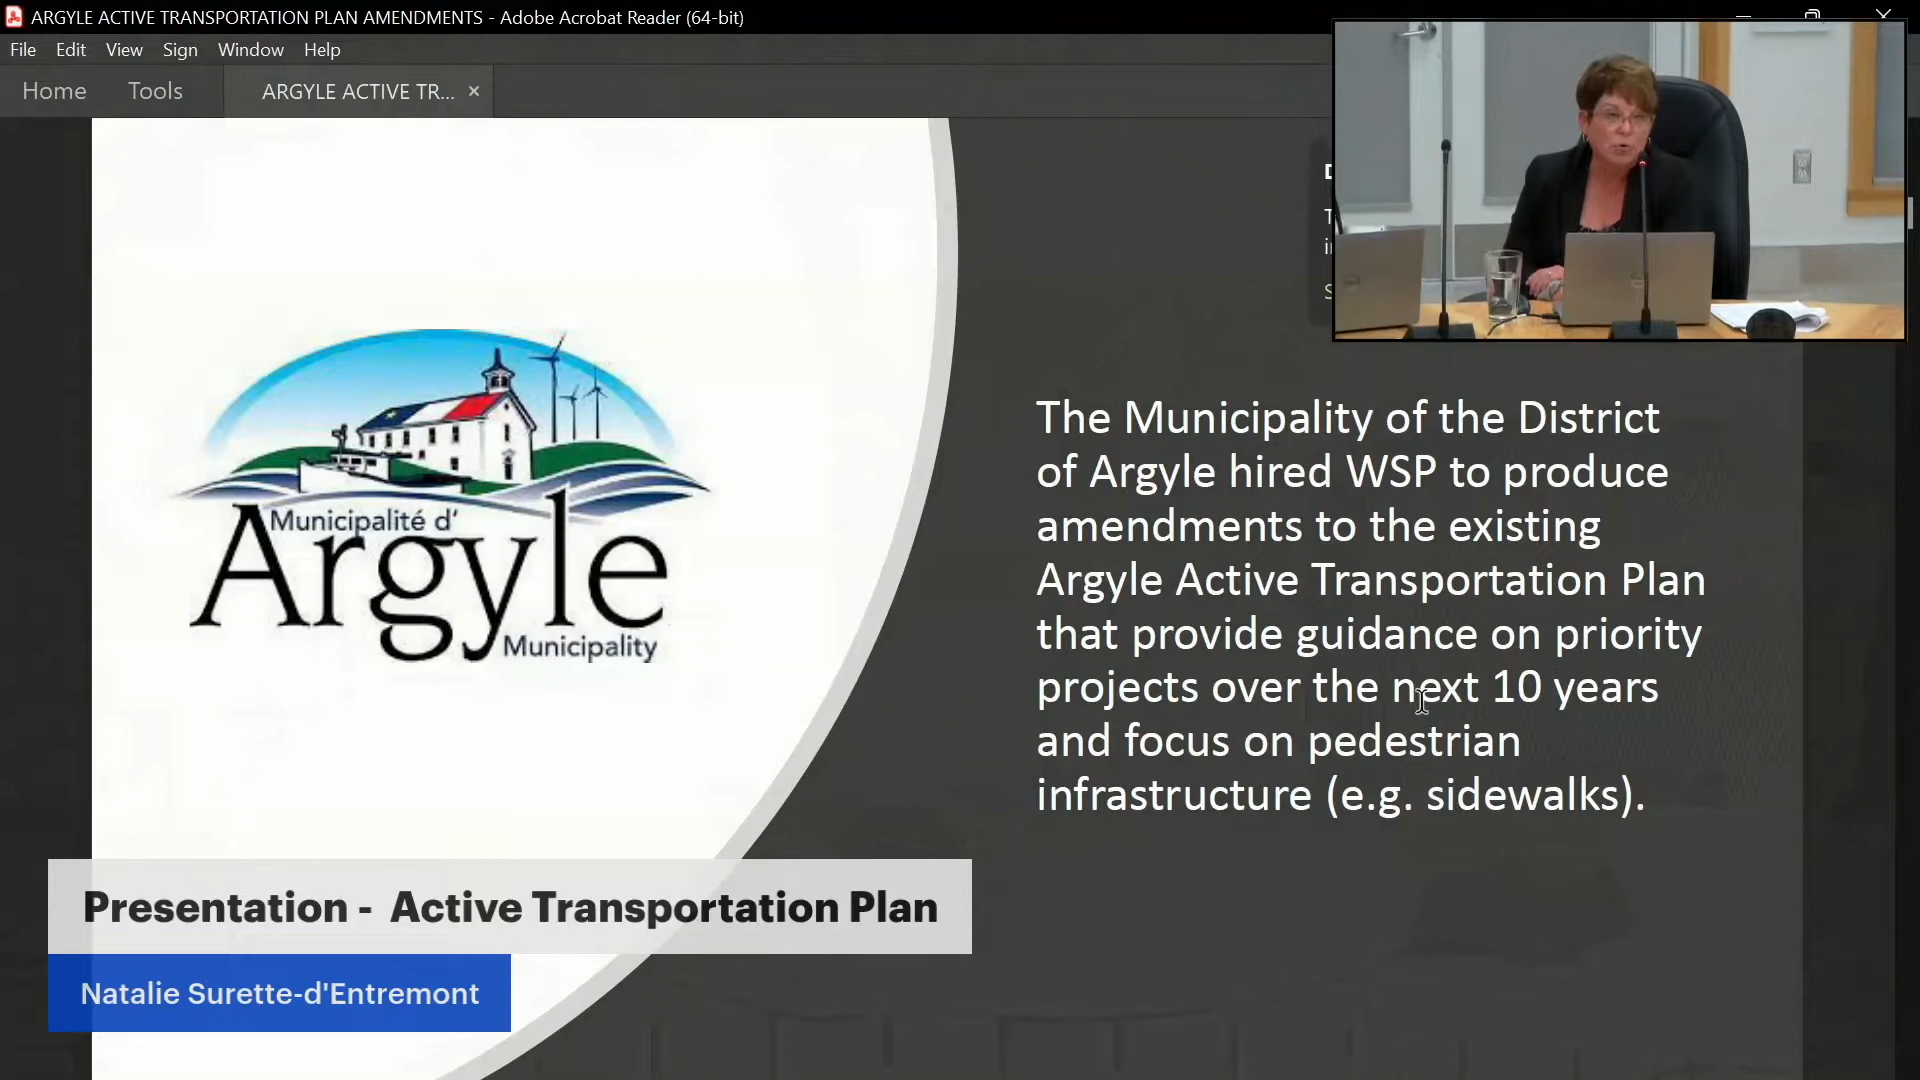 ARGYLE ACTIVE TRANSPORTATION PLAN AMENDMENTS - Adobe Acrobat Reader (64-bit)
File Edit View Sign Window Help
Home Tools ARGYLE ACTIVE TR... ×
Municipalité d'
Argyle
Municipality
The Municipality of the District
of Argyle hired WSP to produce
amendments to the existing
Argyle Active Transportation Plan
that provide guidance on priority
projects over the next 10 years
and focus on pedestrian
infrastructure (e.g. sidewalks).
Presentation - Active Transportation Plan
Natalie Surette-d'Entremont